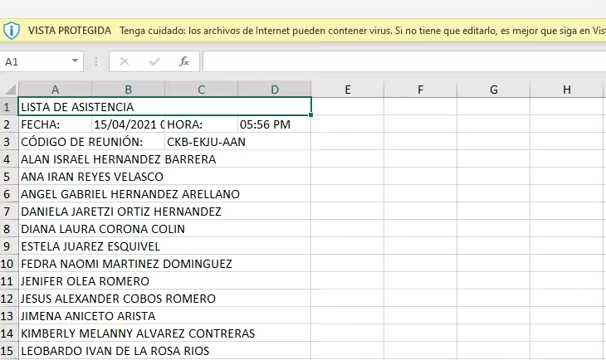 VISTA PROTEGIDA Tenga cuidado: los archivos de Internet pueden contener virus. Si no tiene que editarlo, es mejor que siga en Vis
A1 fx
A B C D E F G H
1 LISTA DE ASISTENCIA
2 FECHA: 15/04/2021 HORA: 05:56 PM
3 CÓDIGO DE REUNIÓN: CKB-EKJU-AAN
4 ALAN ISRAEL HERNANDEZ BARRERA
5 ANA IRAN REYES VELASCO
6 ANGEL GABRIEL HERNANDEZ ARELLANO
7 DANIELA JARETZI ORTIZ HERNANDEZ
8 DIANA LAURA CORONA COLIN
9 ESTELA JUAREZ ESQUIVEL
10 FEDRA NAOMI MARTINEZ DOMINGUEZ
11 JENIFER OLEA ROMERO
12 JESUS ALEXANDER COBOS ROMERO
13 JIMENA ANICETO ARISTA
14 KIMBERLY MELANNY ALVAREZ CONTRERAS
15 LEOBARDO IVAN DE LA ROSA RIOS